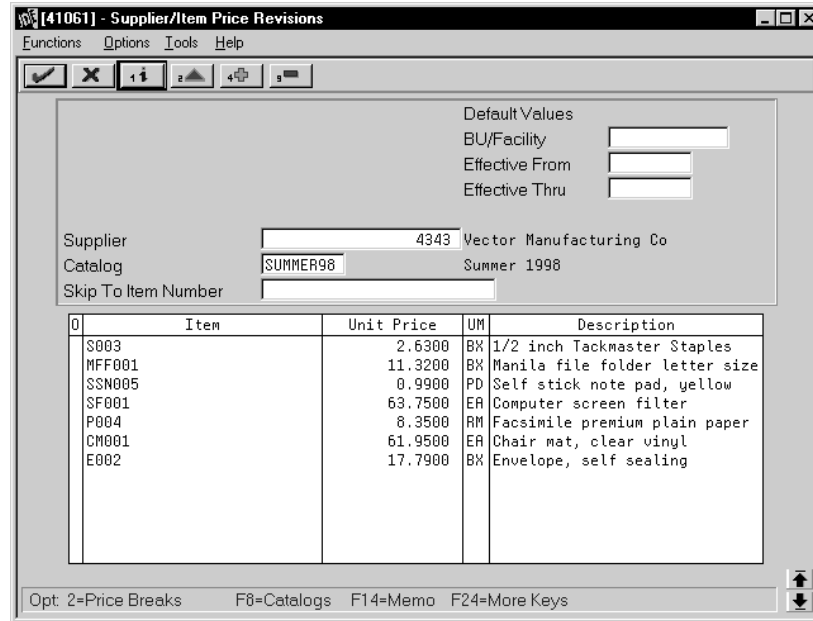 [41061] - Supplier/Item Price Revisions
Functions Options Tools Help
1 i 2 4 9
Default Values
BU/Facility
Effective From
Effective Thru
Supplier 4343 Vector Manufacturing Co
Catalog SUMMER98 Summer 1998
Skip To Item Number
O Item Unit Price UM Description
S003 2.6300 BX 1/2 inch Tackmaster Staples
MFF001 11.3200 BX Manila file folder letter size
SSN005 0.9900 PD Self stick note pad, yellow
SF001 63.7500 EA Computer screen filter
P004 8.3500 RM Facsimile premium plain paper
CM001 61.9500 EA Chair mat, clear vinyl
E002 17.7900 BX Envelope, self sealing
Opt: 2=Price Breaks F8=Catalogs F14=Memo F24=More Keys